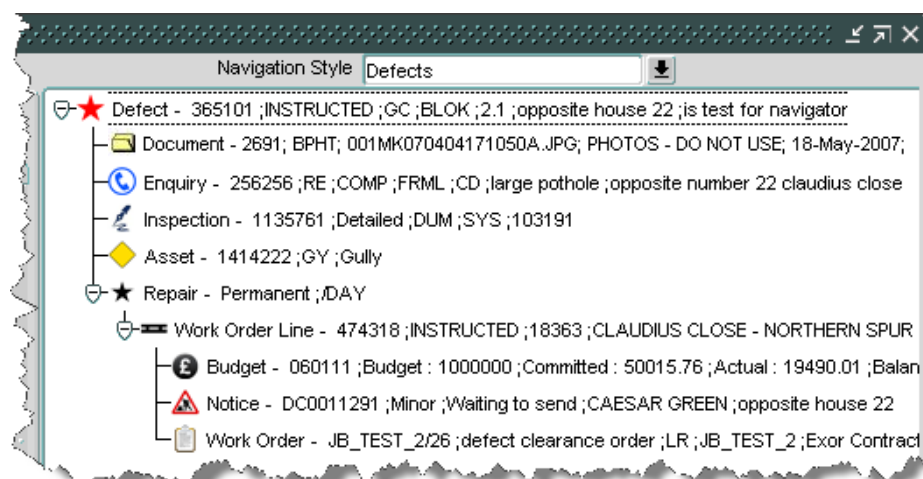 Navigation Style Defects
Defect - 365101 ;INSTRUCTED ;GC ;BLOK ;2.1 ;opposite house 22 ;is test for navigator
Document - 2691; BPHT; 001MK070404171050A.JPG; PHOTOS - DO NOT USE; 18-May-2007;
Enquiry - 256256 ;RE ;COMP ;FRML ;CD ;large pothole ;opposite number 22 claudius close
Inspection - 1135761 ;Detailed ;DUM ;SYS ;103191
Asset - 1414222 ;GY ;Gully
Repair - Permanent ;/DAY
Work Order Line - 474318 ;INSTRUCTED ;18363 ;CLAUDIUS CLOSE - NORTHERN SPUR
Budget - 060111 ;Budget : 1000000 ;Committed : 50015.76 ;Actual : 19490.01 ;Balan
Notice - DC0011291 ;Minor ;Waiting to send ;CAESAR GREEN ;opposite house 22
Work Order - JB_TEST_2/26 ;defect clearance order ;LR ;JB_TEST_2 ;Exor Contract